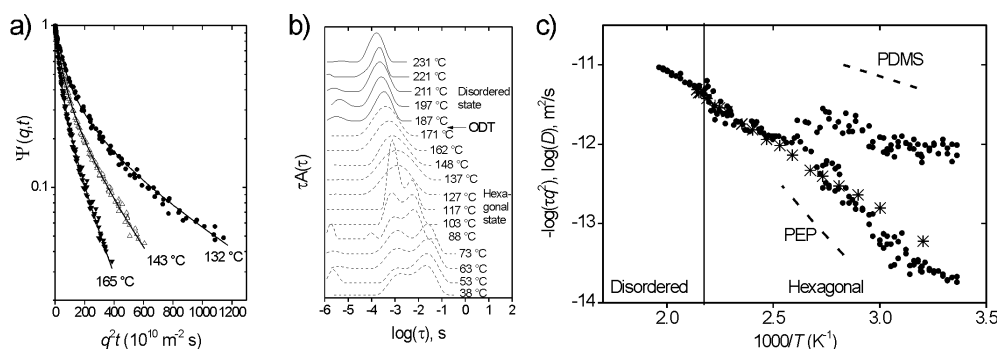 a)
Ψ(q,t)
1
0.1
0 200 400 600 800 1000 1200
q²t (10¹⁰ m⁻² s)
165 °C
143 °C
132 °C
b)
τA(τ)
231 °C
221 °C
211 °C
197 °C
187 °C
171 °C
162 °C
148 °C
137 °C
127 °C
117 °C
103 °C
88 °C
73 °C
63 °C
53 °C
38 °C
Disordered
state
ODT
Hexa-
gonal state
-6 -5 -4 -3 -2 -1 0 1 2
log(τ), s
c)
-log(τq²), log(D), m²/s
-11
-12
-13
-14
PDMS
PEP
Disordered
Hexagonal
2.0 2.5 3.0 3.5
1000/T (K⁻¹)